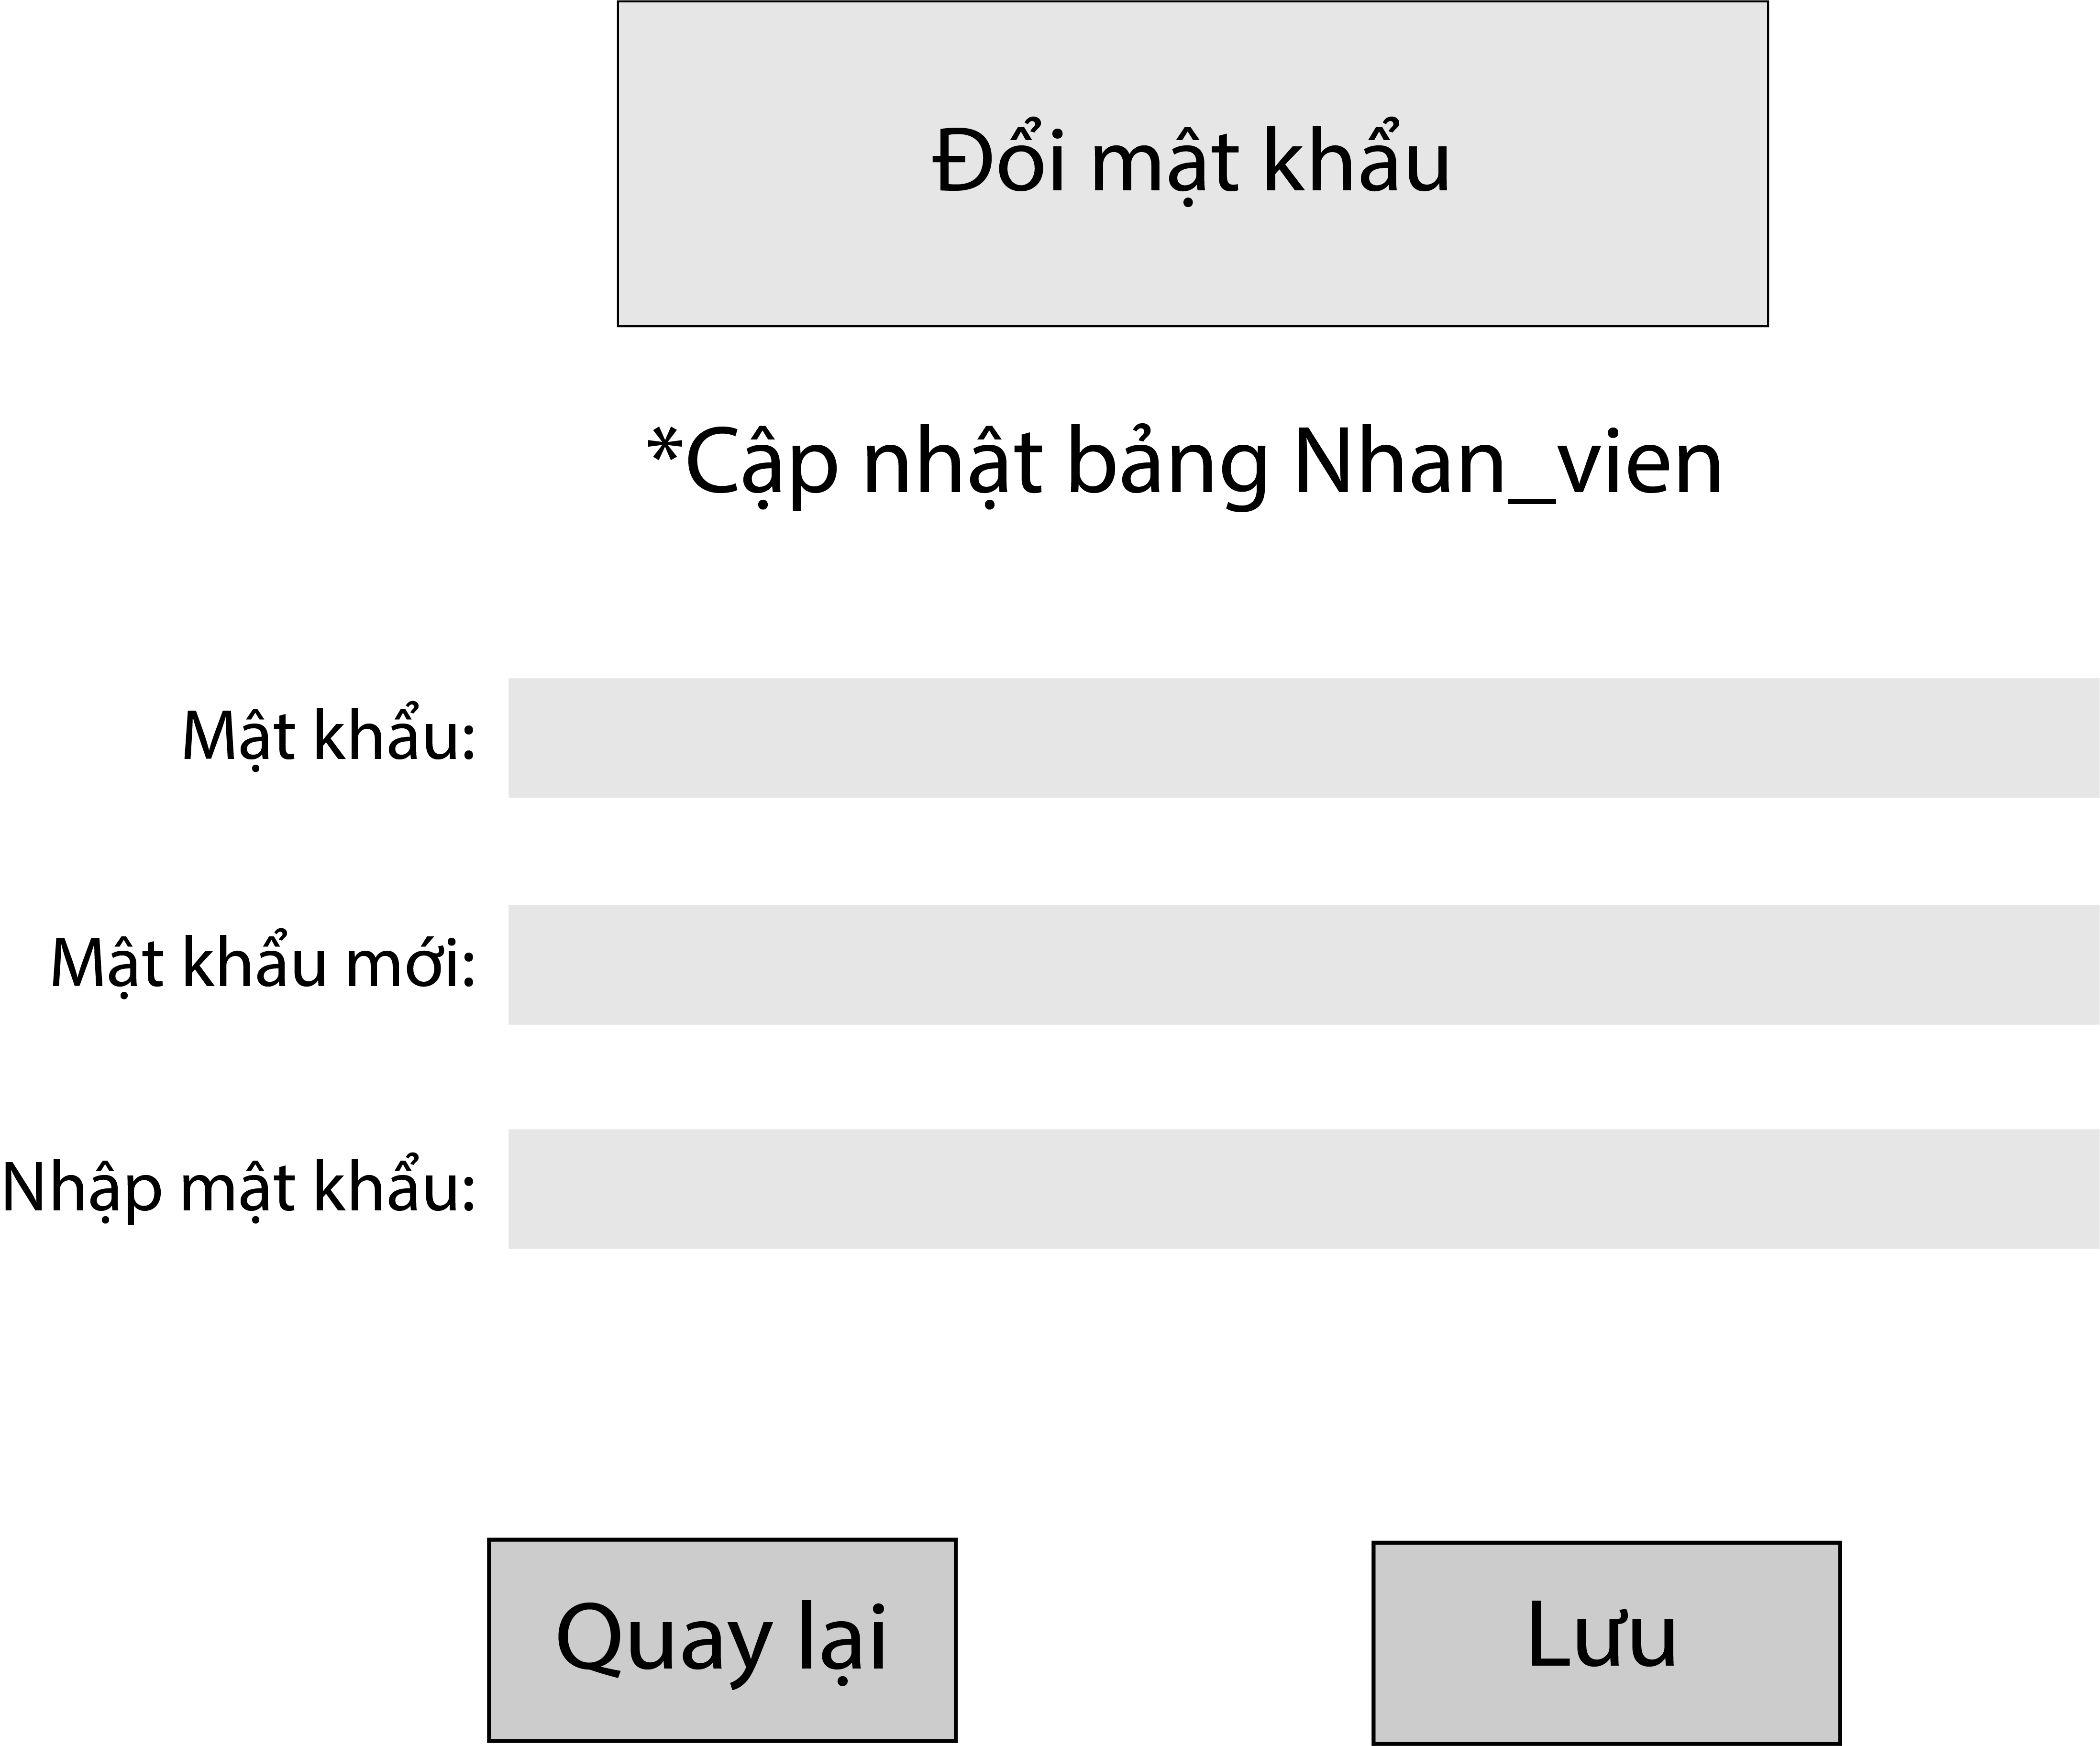 Đổi mật khẩu
*Cập nhật bảng Nhan_vien
Mật khẩu:
Mật khẩu mới:
Nhập mật khẩu:
Quay lại
Lưu